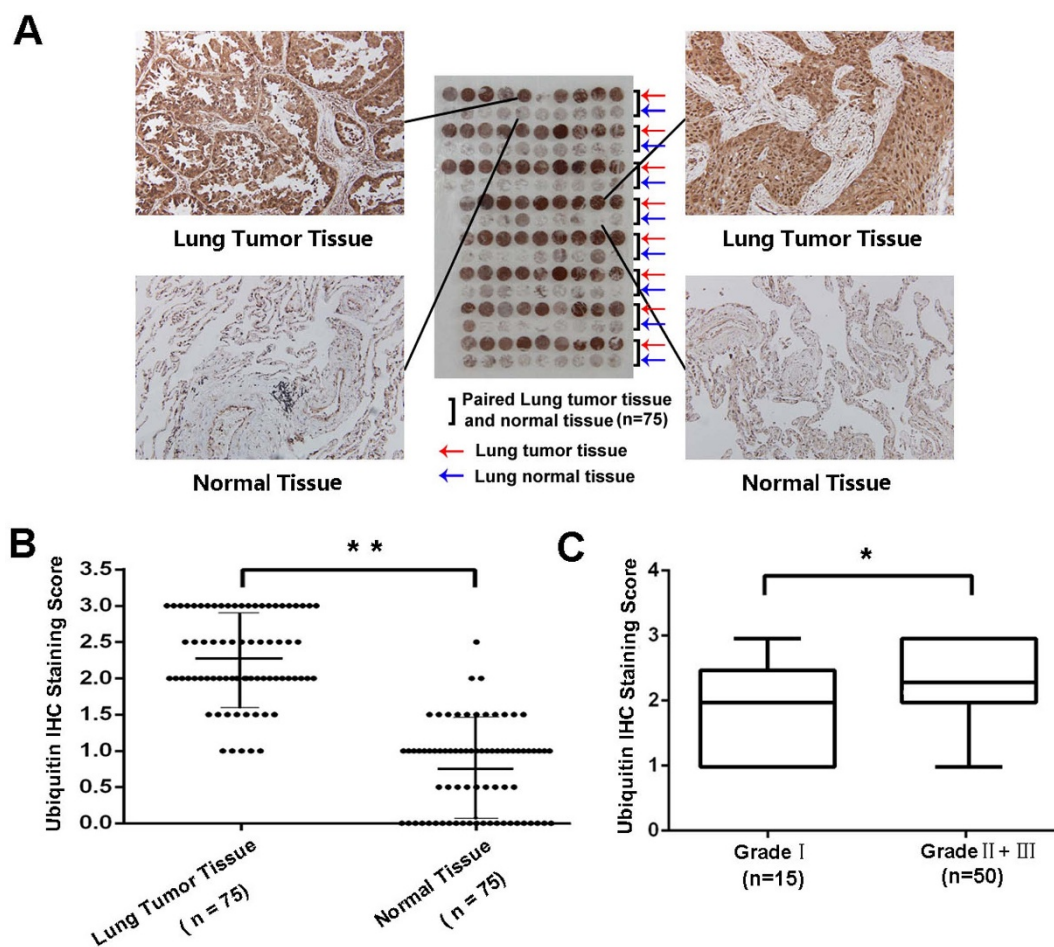 A
Lung Tumor Tissue
Lung Tumor Tissue
Normal Tissue
Normal Tissue
] Paired Lung tumor tissue
and normal tissue (n=75)
← Lung tumor tissue
← Lung normal tissue
B
* *
Ubiquitin IHC Staining Score
3.5
3.0
2.5
2.0
1.5
1.0
0.5
0.0
Lung Tumor Tissue
( n = 75)
Normal Tissue
( n = 75)
C
*
Ubiquitin IHC Staining Score
4
3
2
1
0
Grade Ⅰ
(n=15)
Grade Ⅱ + Ⅲ
(n=50)